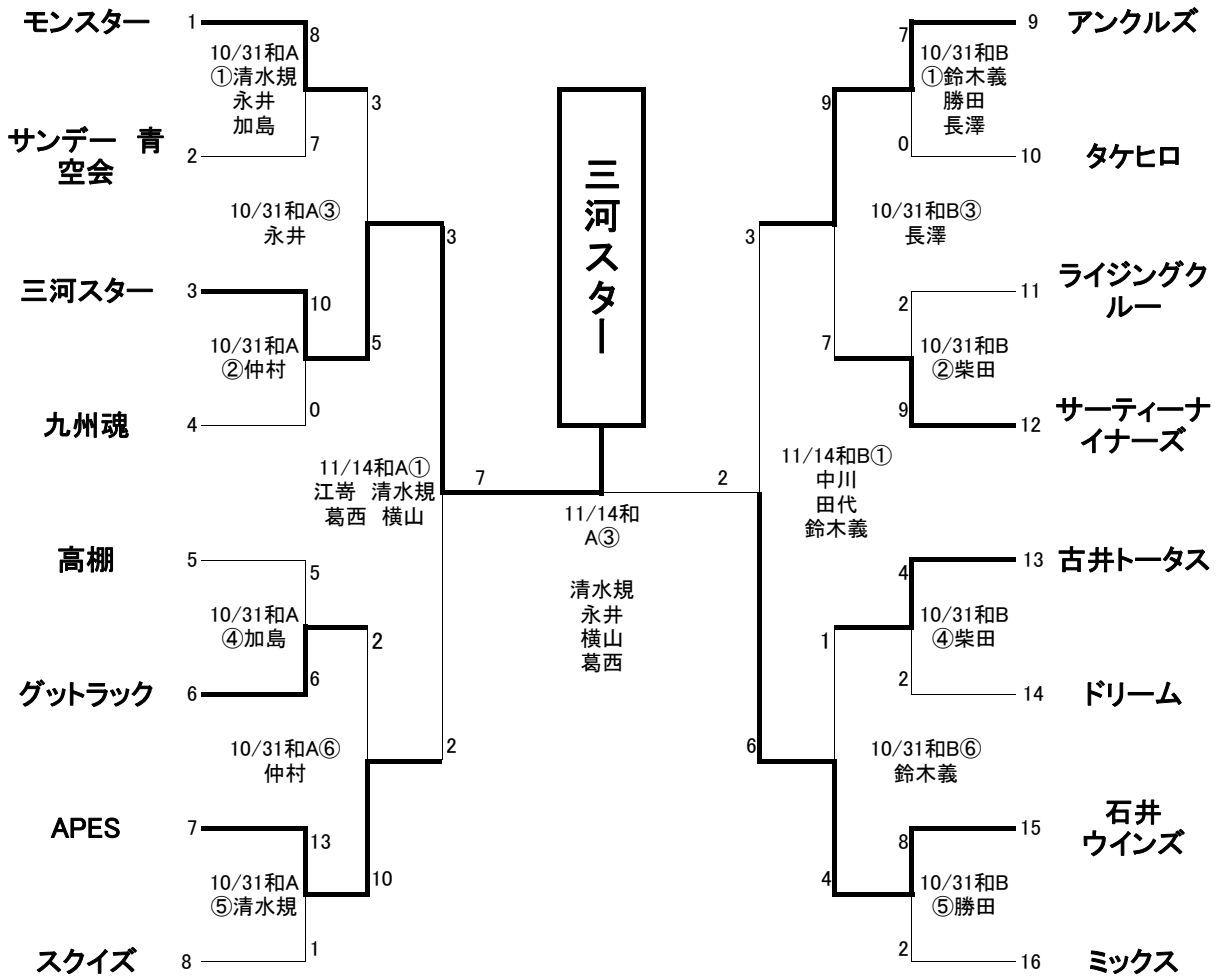 モンスター
1
8
10/31和A
①清水規
永井
加島
3
サンデー　青
空会
2
7
10/31和A③
永井
3
三河スター
3
10
10/31和A
②仲村
5
九州魂
4
0
11/14和A①
江嵜　清水規
葛西　横山
7
高棚
5
5
10/31和A
④加島
2
グットラック
6
6
10/31和A⑥
仲村
2
APES
7
13
10/31和A
⑤清水規
10
スクイズ
8
1
三河スター
11/14和
A③
清水規
永井
横山
葛西
アンクルズ
9
7
10/31和B
①鈴木義
勝田
長澤
9
タケヒロ
10
0
10/31和B③
長澤
3
ライジングク
ルー
11
2
10/31和B
②柴田
7
サーティーナ
イナーズ
12
9
11/14和B①
中川
田代
鈴木義
2
古井トータス
13
4
10/31和B
④柴田
1
ドリーム
14
2
10/31和B⑥
鈴木義
6
石井
ウインズ
15
8
10/31和B
⑤勝田
4
ミックス
16
2